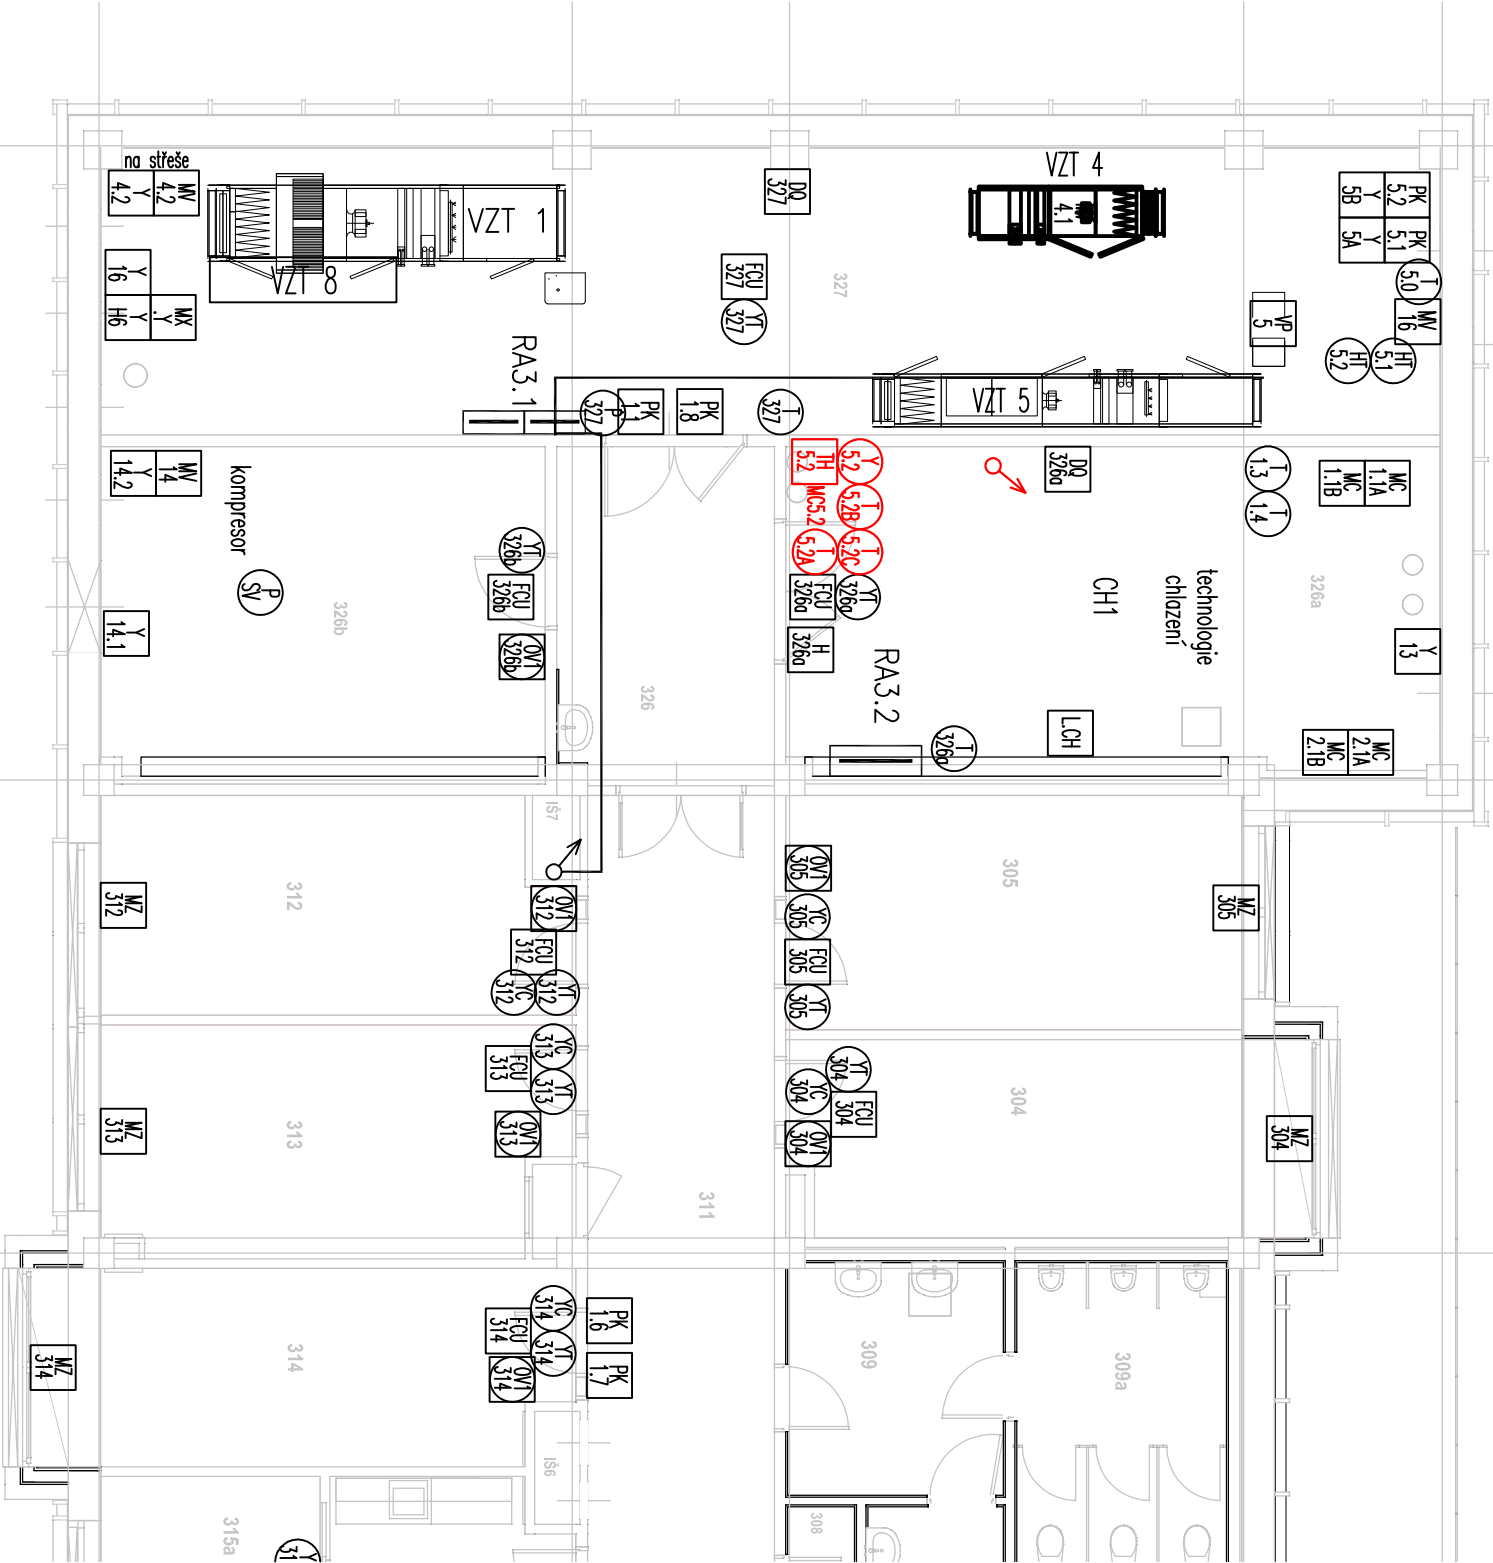 na střeše
MV
4.2
Y
4.2
VZT 1
VZT 8
DQ
327
VZT 4
4.1
PK
5.2
Y
5B
PK
5.1
Y
5A
T
5.0
MV
16
Y
16
MX
.Y
Y
H6
FCU
327
YT
327
327
VP
5
HT
5.2
HT
5.1
RA3.1
P
327
PK
1.1
PK
1.8
T
327
VZT 5
MV
14
Y
14.2
kompresor
P
SV
326b
YT
326b
FCU
326b
OV1
326b
Y
14.1
326
TH
5.2
Y
5.2
MC5.2
T
5.2B
T
5.2A
T
5.2C
FCU
326a
YT
326a
H
326a
DQ
326a
T
1.3
T
1.4
MC
1.1A
MC
1.1B
CH1
technologie
chlazení
326a
Y
13
RA3.2
T
326a
L.CH
MC
2.1A
MC
2.1B
IŠ7
312
MZ
312
OV1
312
FCU
312
YC
312
YT
312
OV1
305
YC
305
FCU
305
YT
305
305
MZ
305
313
MZ
313
YC
313
FCU
313
YT
313
OV1
313
311
YT
304
YC
304
FCU
304
OV1
304
304
MZ
304
314
MZ
314
YC
314
FCU
314
YT
314
OV1
314
PK
1.6
PK
1.7
309
309a
IŠ6
308
315a